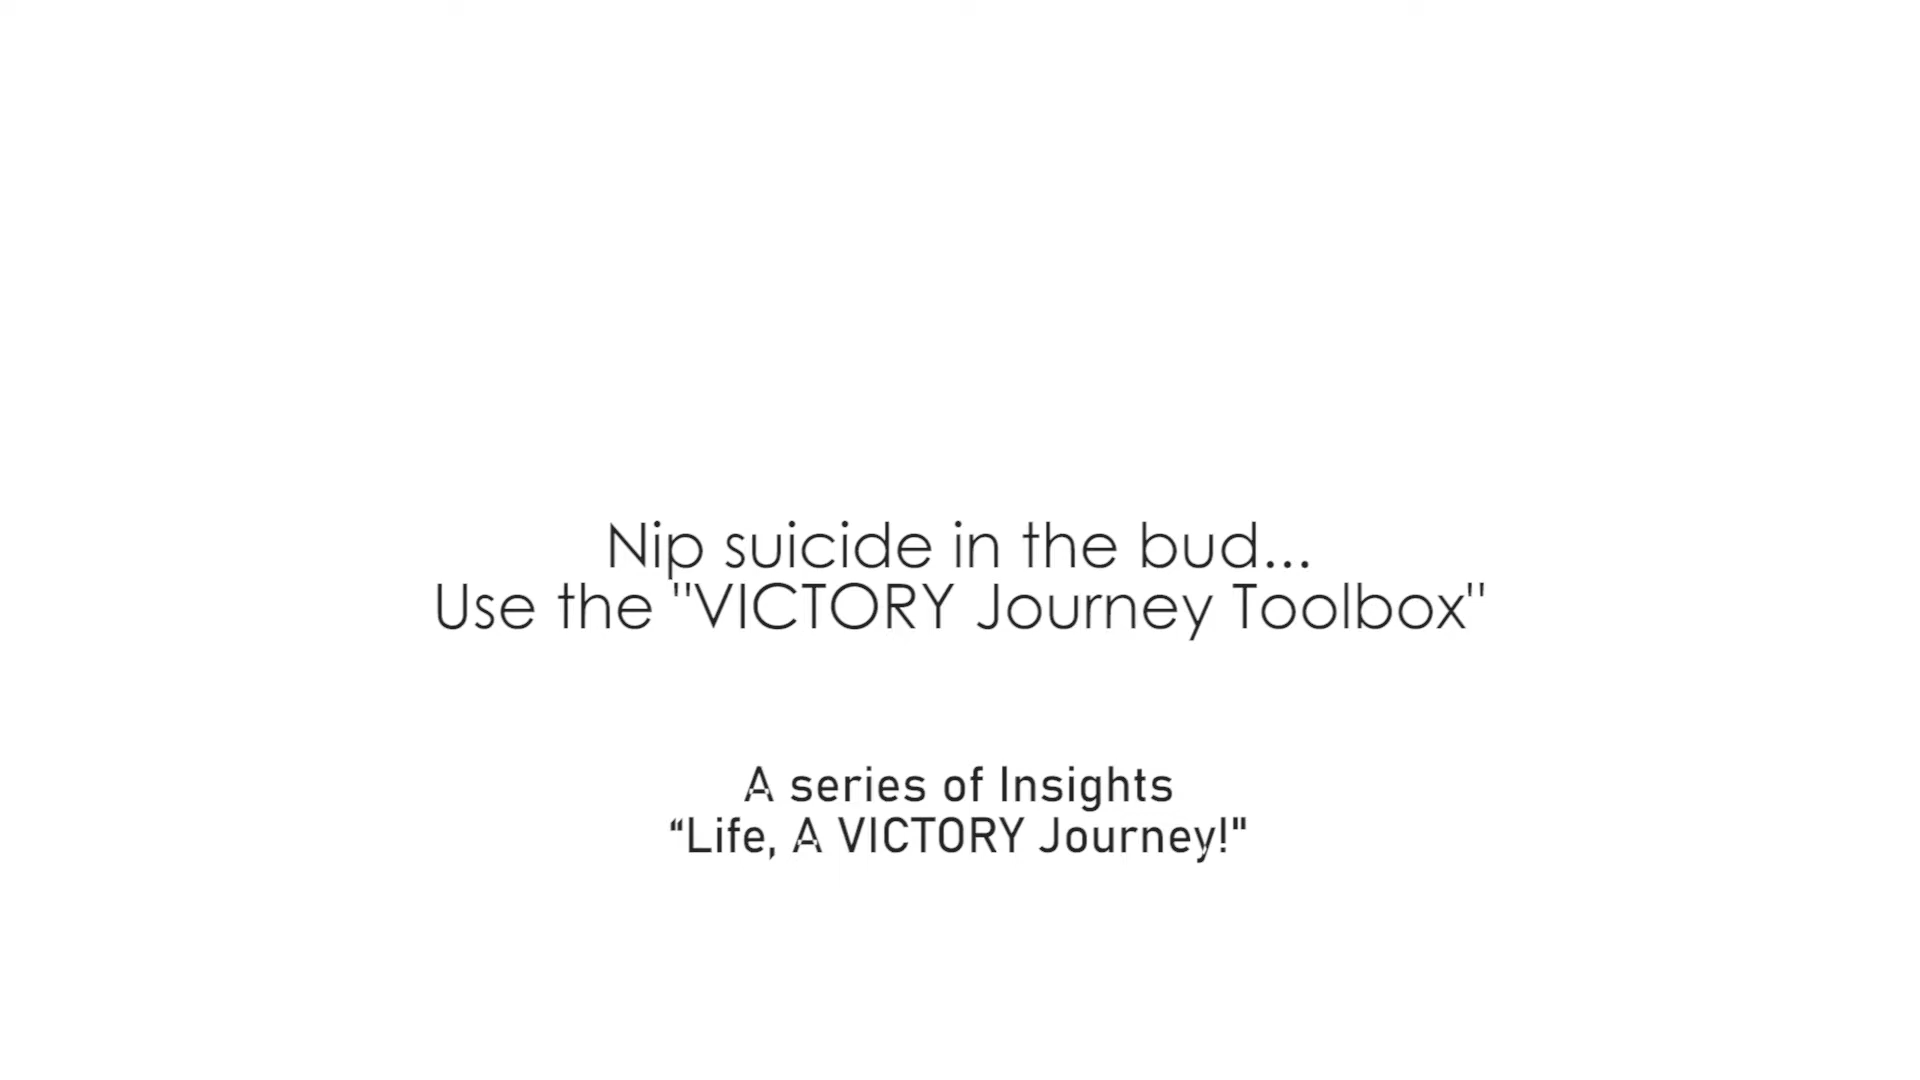 Nip suicide in the bud...
Use the "VICTORY Journey Toolbox"
A series of Insights
“Life, A VICTORY Journey!"